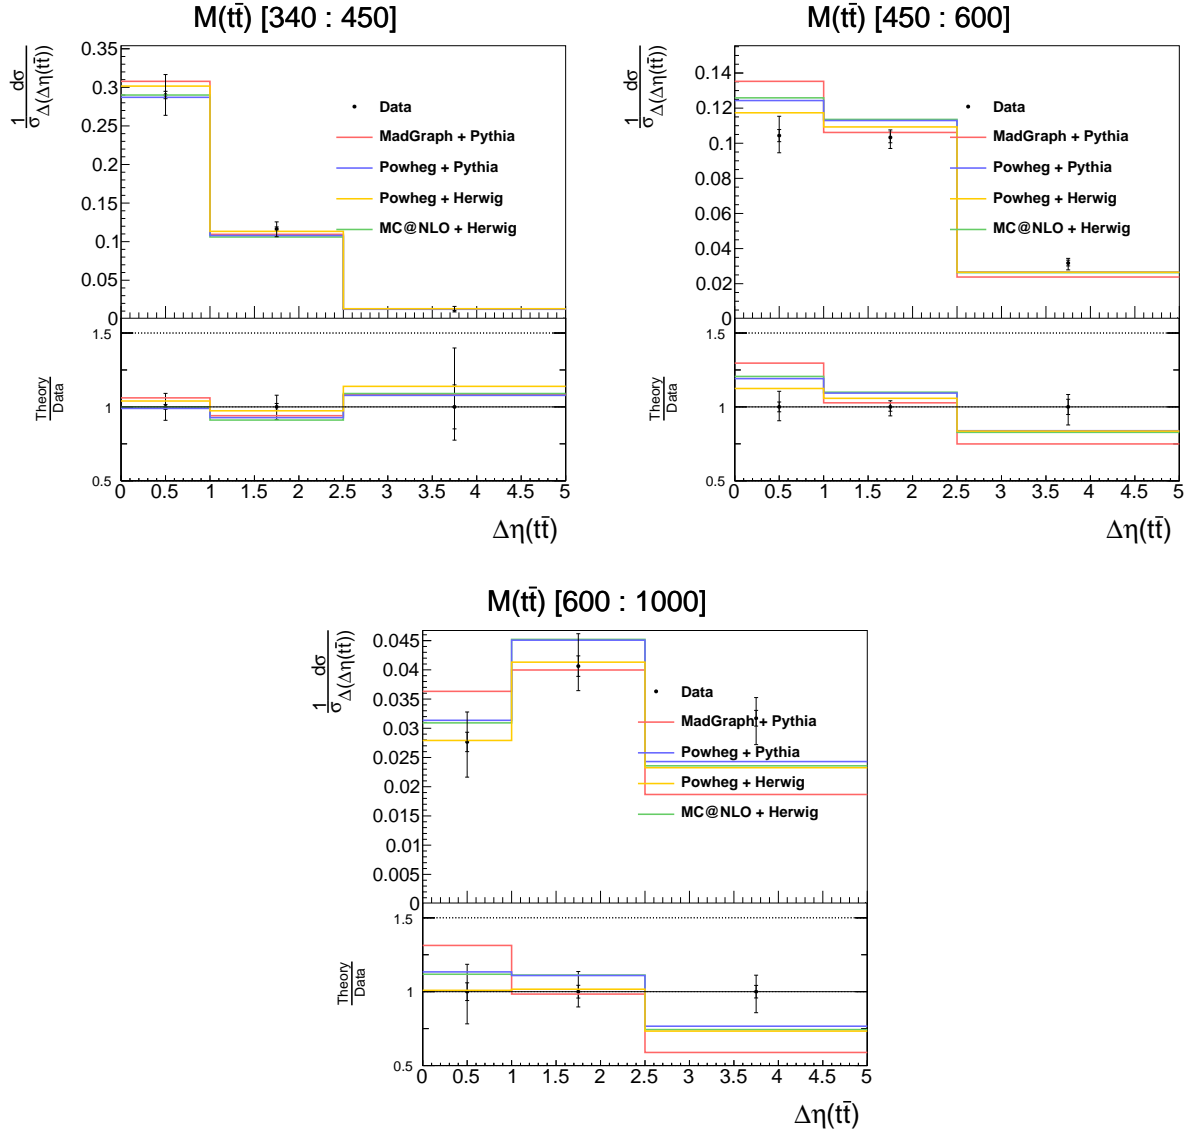 M(tt̄) [340 : 450]
1/σ dσ/Δ(Δη(tt̄))
0.35
0.3
0.25
0.2
0.15
0.1
0.05
0
Data
MadGraph + Pythia
Powheg + Pythia
Powheg + Herwig
MC@NLO + Herwig
Theory/Data
1.5
1
0.5
0 0.5 1 1.5 2 2.5 3 3.5 4 4.5 5
Δη(tt̄)
M(tt̄) [450 : 600]
1/σ dσ/Δ(Δη(tt̄))
0.14
0.12
0.1
0.08
0.06
0.04
0.02
0
Data
MadGraph + Pythia
Powheg + Pythia
Powheg + Herwig
MC@NLO + Herwig
Theory/Data
1.5
1
0.5
0 0.5 1 1.5 2 2.5 3 3.5 4 4.5 5
Δη(tt̄)
M(tt̄) [600 : 1000]
1/σ dσ/Δ(Δη(tt̄))
0.045
0.04
0.035
0.03
0.025
0.02
0.015
0.01
0.005
0
Data
MadGraph + Pythia
Powheg + Pythia
Powheg + Herwig
MC@NLO + Herwig
Theory/Data
1.5
1
0.5
0 0.5 1 1.5 2 2.5 3 3.5 4 4.5 5
Δη(tt̄)